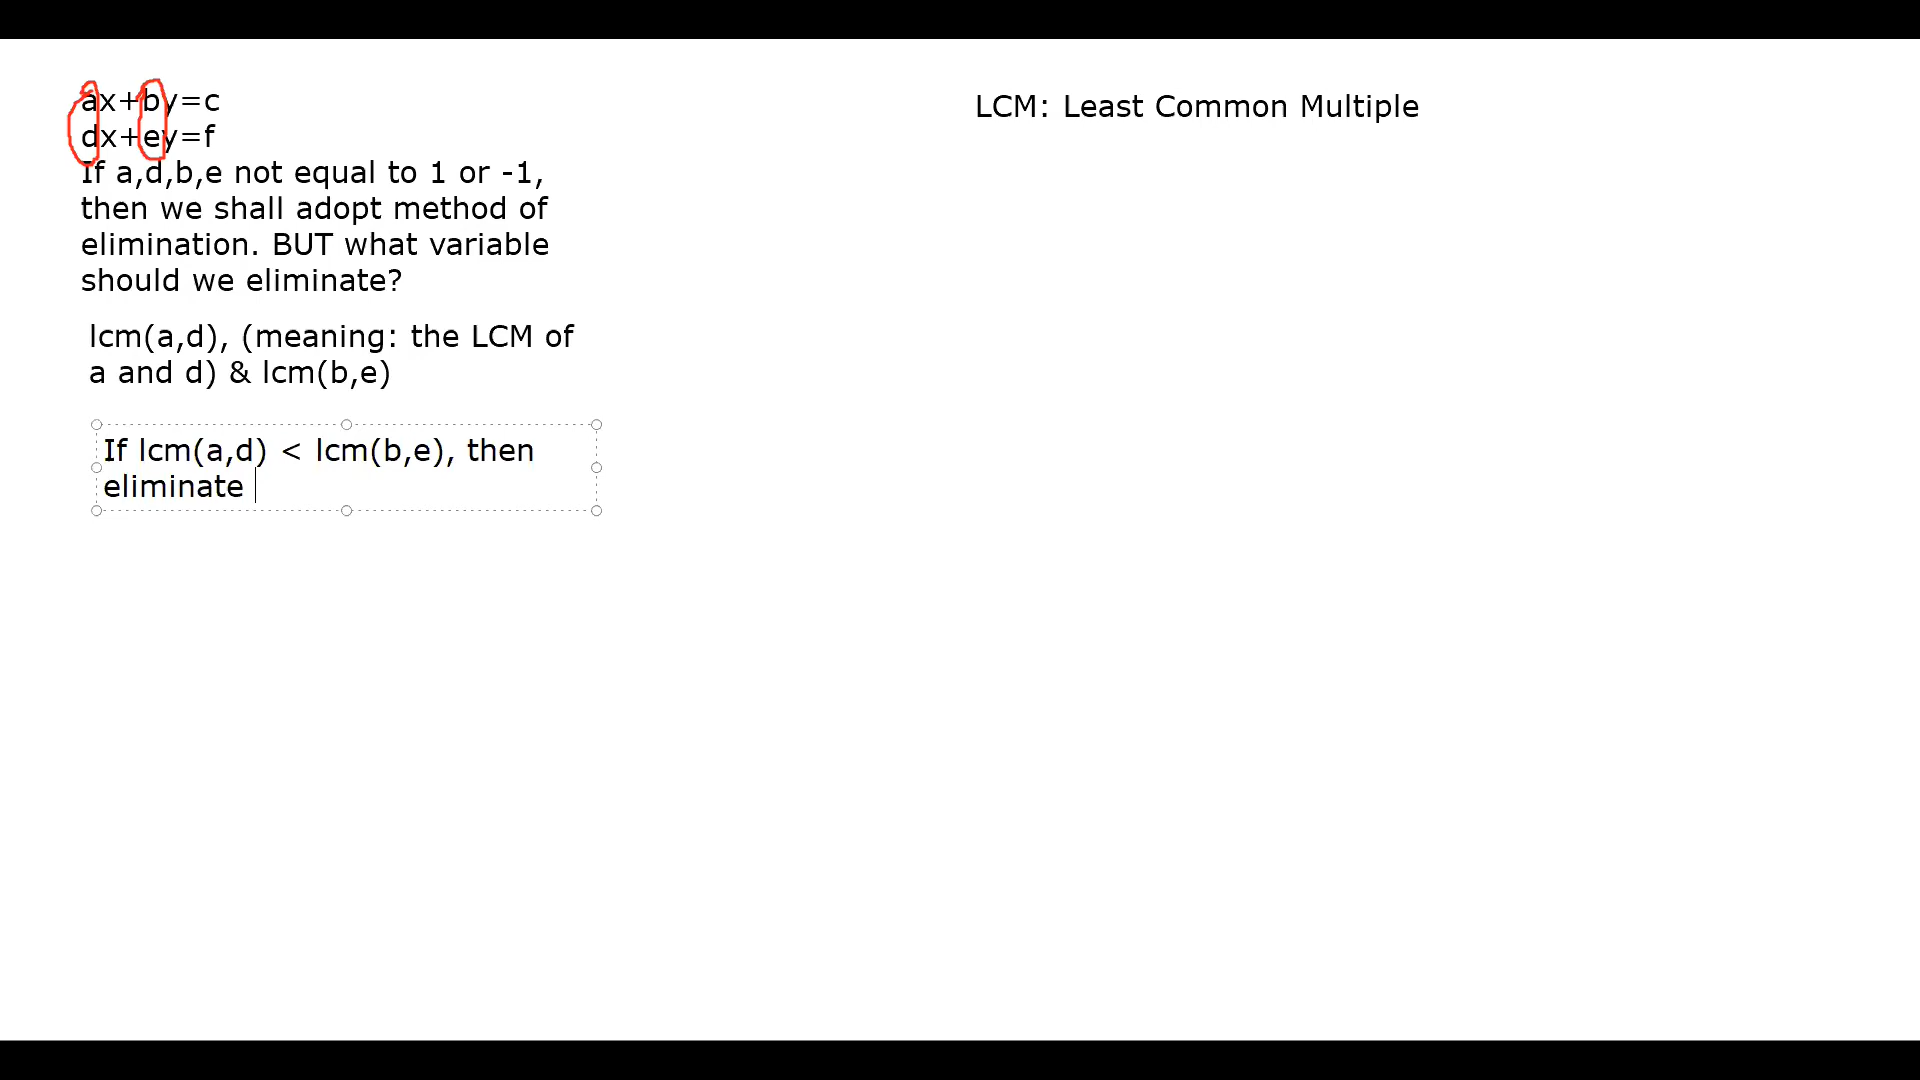 ax+by=c
dx+ey=f
If a,d,b,e not equal to 1 or -1,
then we shall adopt method of
elimination. BUT what variable
should we eliminate?
lcm(a,d), (meaning: the LCM of
a and d) & lcm(b,e)
If lcm(a,d) < lcm(b,e), then
eliminate
LCM: Least Common Multiple